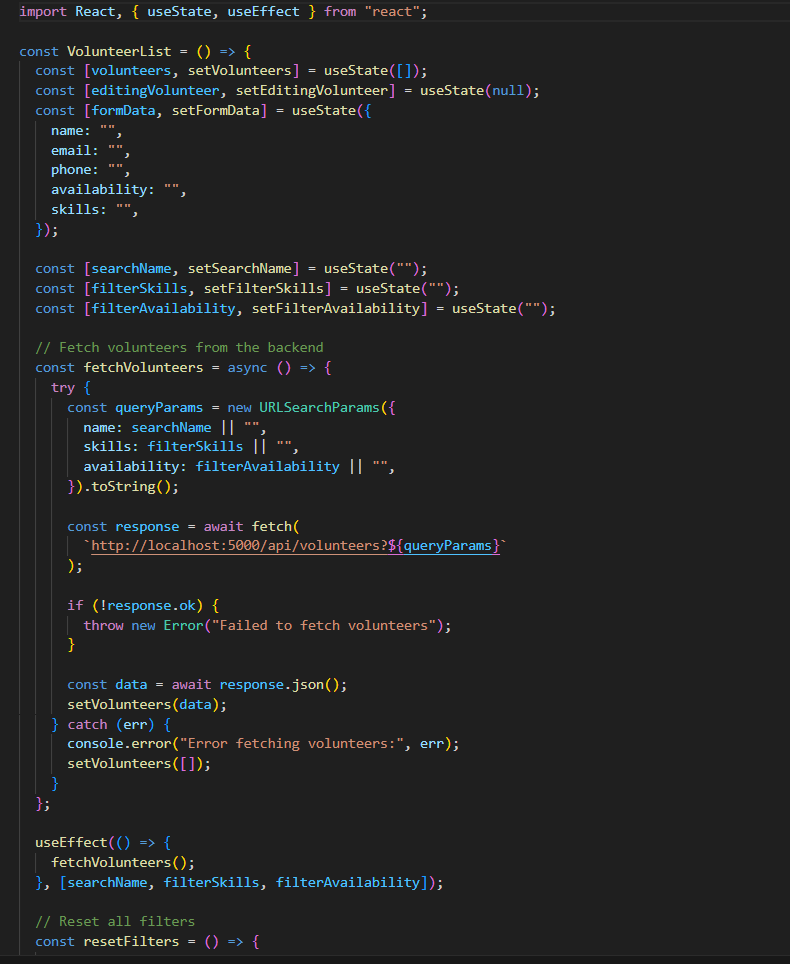 import React, { useState, useEffect } from "react";

const VolunteerList = () => {
  const [volunteers, setVolunteers] = useState([]);
  const [editingVolunteer, setEditingVolunteer] = useState(null);
  const [formData, setFormData] = useState({
    name: "",
    email: "",
    phone: "",
    availability: "",
    skills: "",
  });

  const [searchName, setSearchName] = useState("");
  const [filterSkills, setFilterSkills] = useState("");
  const [filterAvailability, setFilterAvailability] = useState("");

  // Fetch volunteers from the backend
  const fetchVolunteers = async () => {
    try {
      const queryParams = new URLSearchParams({
        name: searchName || "",
        skills: filterSkills || "",
        availability: filterAvailability || "",
      }).toString();

      const response = await fetch(
        `http://localhost:5000/api/volunteers?${queryParams}`
      );

      if (!response.ok) {
        throw new Error("Failed to fetch volunteers");
      }

      const data = await response.json();
      setVolunteers(data);
    } catch (err) {
      console.error("Error fetching volunteers:", err);
      setVolunteers([]);
    }
  };

  useEffect(() => {
    fetchVolunteers();
  }, [searchName, filterSkills, filterAvailability]);

  // Reset all filters
  const resetFilters = () => {